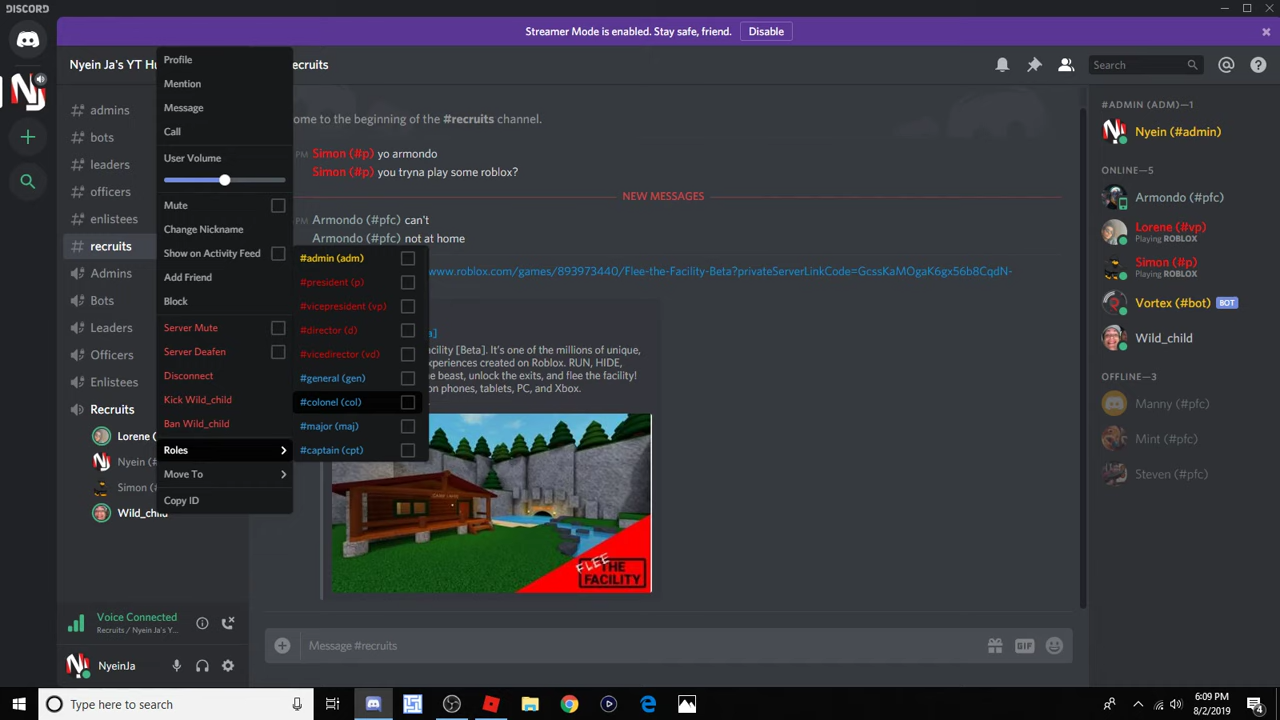 DISCORD
Streamer Mode is enabled. Stay safe, friend. Disable
Nyein Ja's YT Hu
ecruits
Search
admins
bots
leaders
officers
enlistees
recruits
Admins
Bots
Leaders
Officers
Enlistees
Recruits
Lorene (
Nyein (#
Simon (#
Wild_child
Voice Connected
Recruits / Nyein Ja's Y...
NyeinJa
Profile
Mention
Message
Call
User Volume
Mute
Change Nickname
Show on Activity Feed
Add Friend
Block
Server Mute
Server Deafen
Disconnect
Kick Wild_child
Ban Wild_child
Roles
Move To
Copy ID
#admin (adm)
#president (p)
#vicepresident (vp)
#director (d)
#vicedirector (vd)
#general (gen)
#colonel (col)
#major (maj)
#captain (cpt)
ome to the beginning of the #recruits channel.
PM Simon (#p) yo armondo
Simon (#p) you tryna play some roblox?
NEW MESSAGES
PM Armondo (#pfc) can't
Armondo (#pfc) not at home
www.roblox.com/games/893973440/Flee-the-Facility-Beta?privateServerLinkCode=GcssKaMOgaK6gx56b8CqdN-
a]
cility [Beta]. It's one of the millions of unique,
xperiences created on Roblox. RUN, HIDE,
e beast, unlock the exits, and flee the facility!
on phones, tablets, PC, and Xbox.
FLEE
THE
FACILITY
Message #recruits
GIF
#ADMIN (ADM)—1
Nyein (#admin)
ONLINE—5
Armondo (#pfc)
Lorene (#vp)
Playing ROBLOX
Simon (#p)
Playing ROBLOX
Vortex (#bot) BOT
Wild_child
OFFLINE—3
Manny (#pfc)
Mint (#pfc)
Steven (#pfc)
Type here to search
6:09 PM
8/2/2019
4